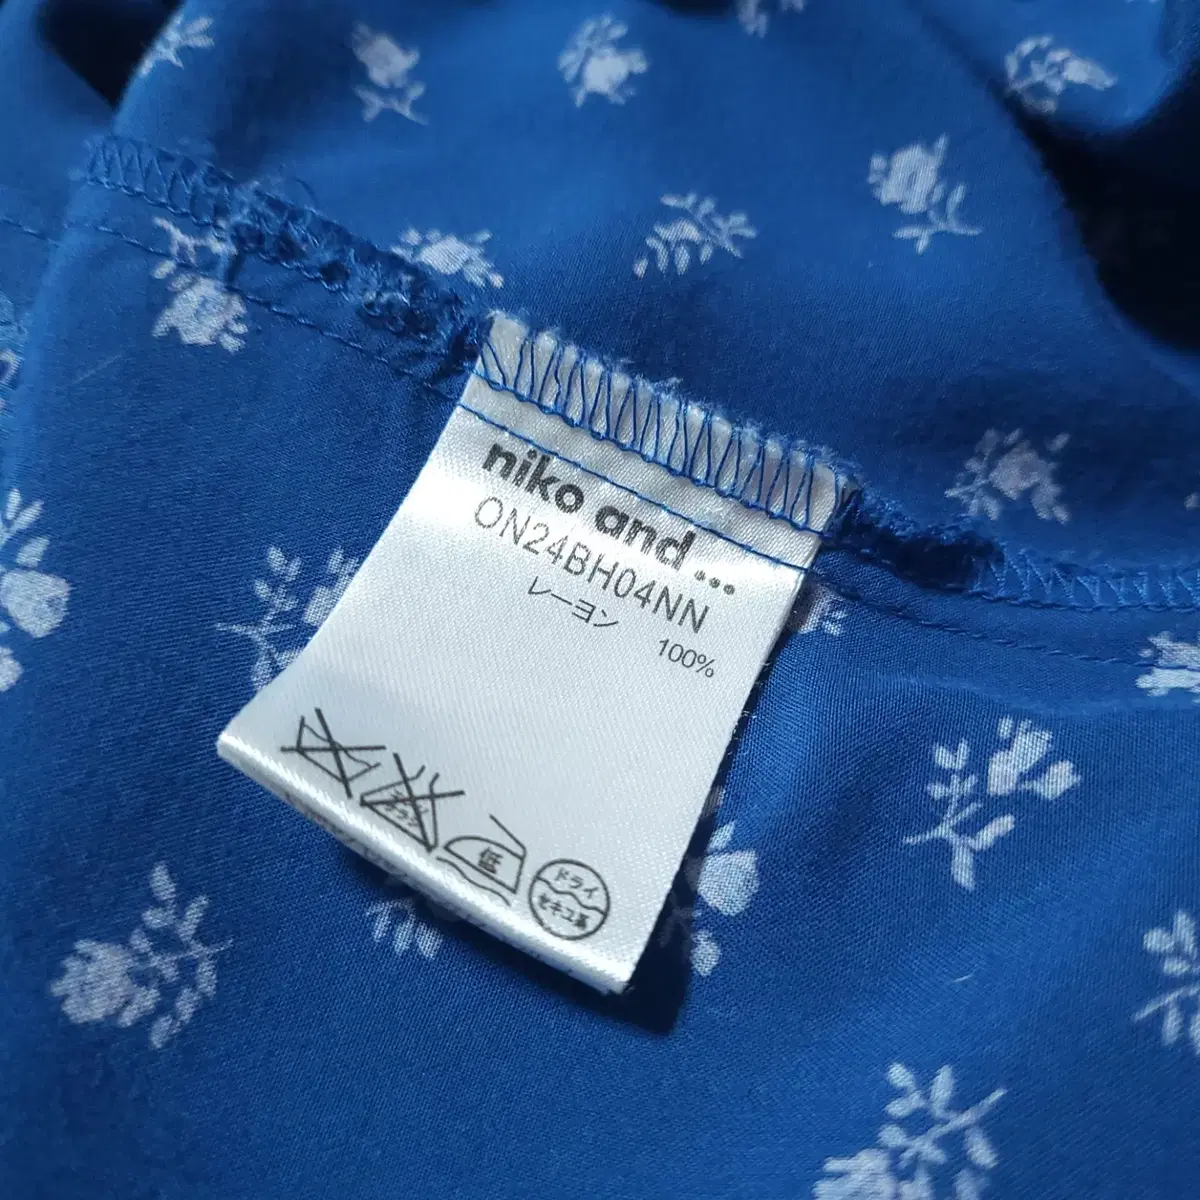 niko and ...
ON24BH04NN
レーヨン 100%
低
ドライ
セキユ系